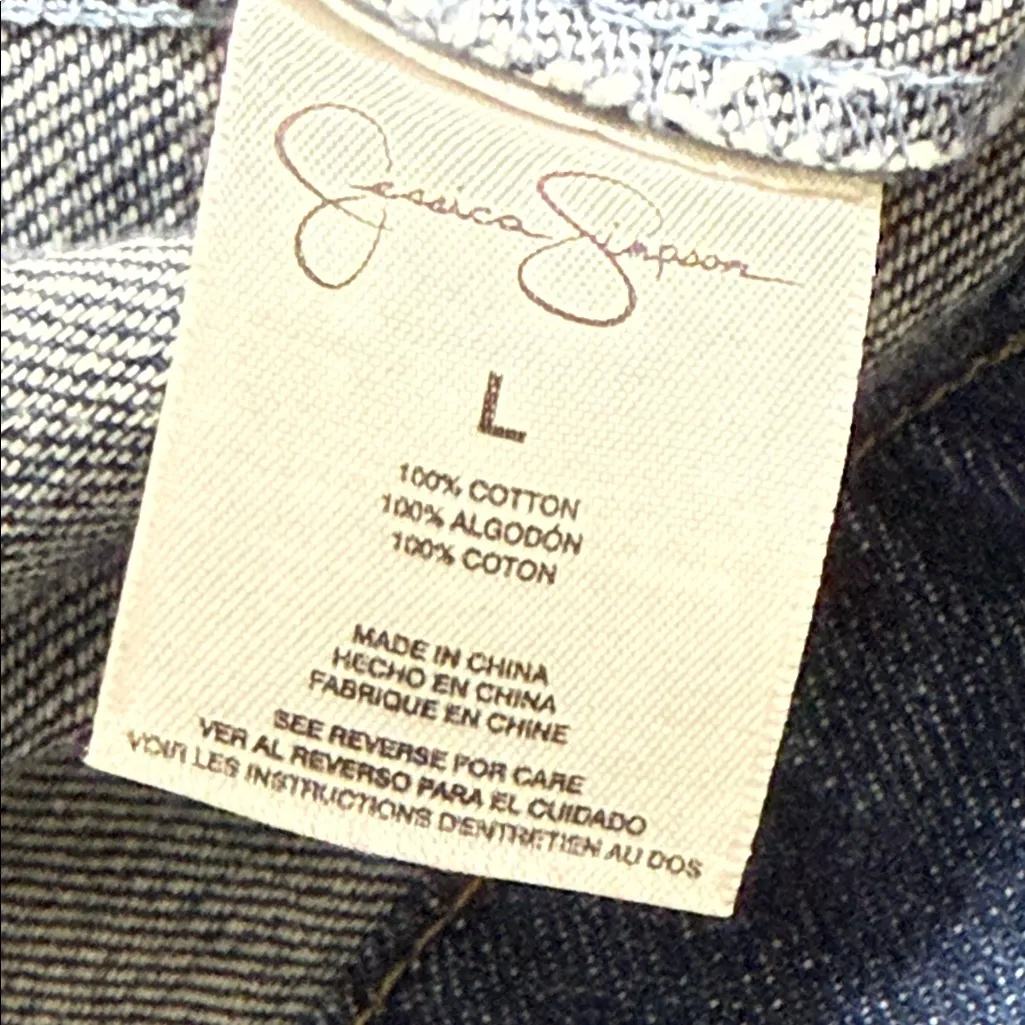 Jessica Simpson
L
100% COTTON
100% ALGODÓN
100% COTON
MADE IN CHINA
HECHO EN CHINA
FABRIQUE EN CHINE
SEE REVERSE FOR CARE
VER AL REVERSO PARA EL CUIDADO
VOIR LES INSTRUCTIONS D'ENTRETIEN AU DOS